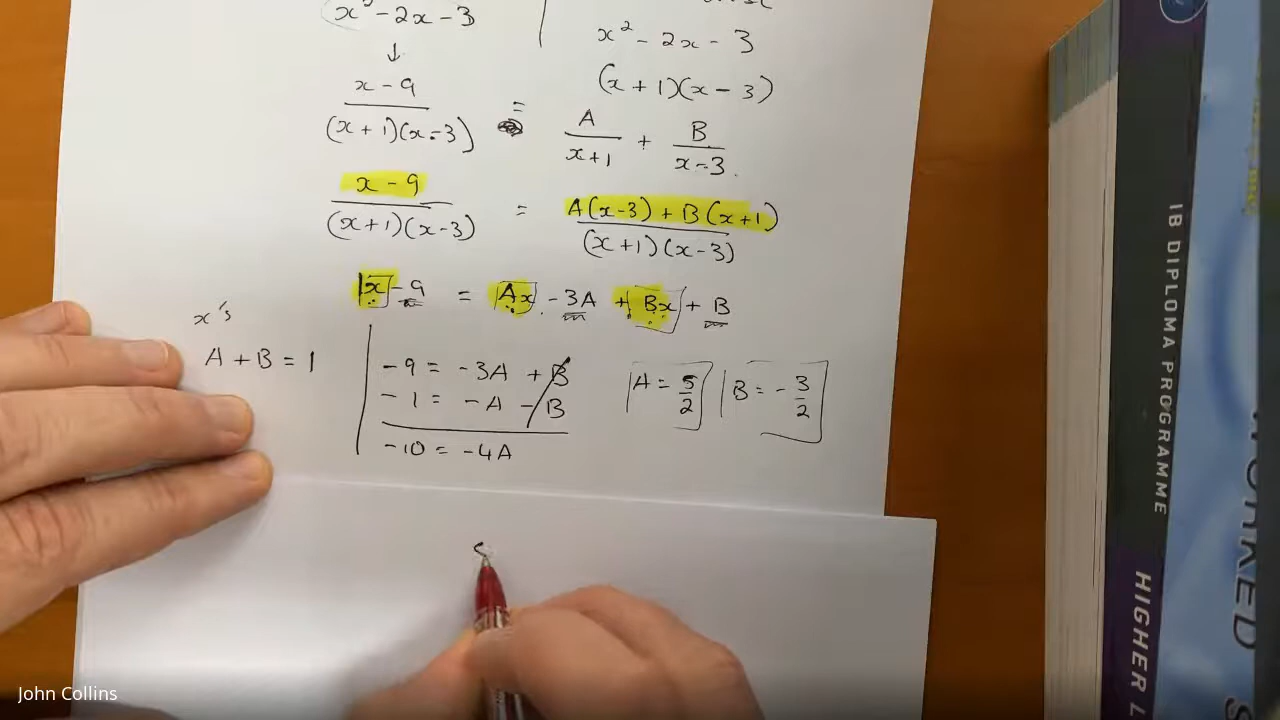 x² - 2x - 3
x² - 2x - 3
↓
(x + 1)(x - 3)
x - 9 / (x + 1)(x - 3) = A / x+1 + B / x-3
x - 9 / (x + 1)(x - 3) = A(x-3) + B(x+1) / (x+1)(x-3)
1x - 9 = Ax - 3A + Bx + B
x's
A + B = 1
-9 = -3A + B
-1 = -A - B
-10 = -4A
A = 5/2
B = -3/2
IB DIPLOMA PROGRAMME
HIGHER L
WORKED
S
John Collins